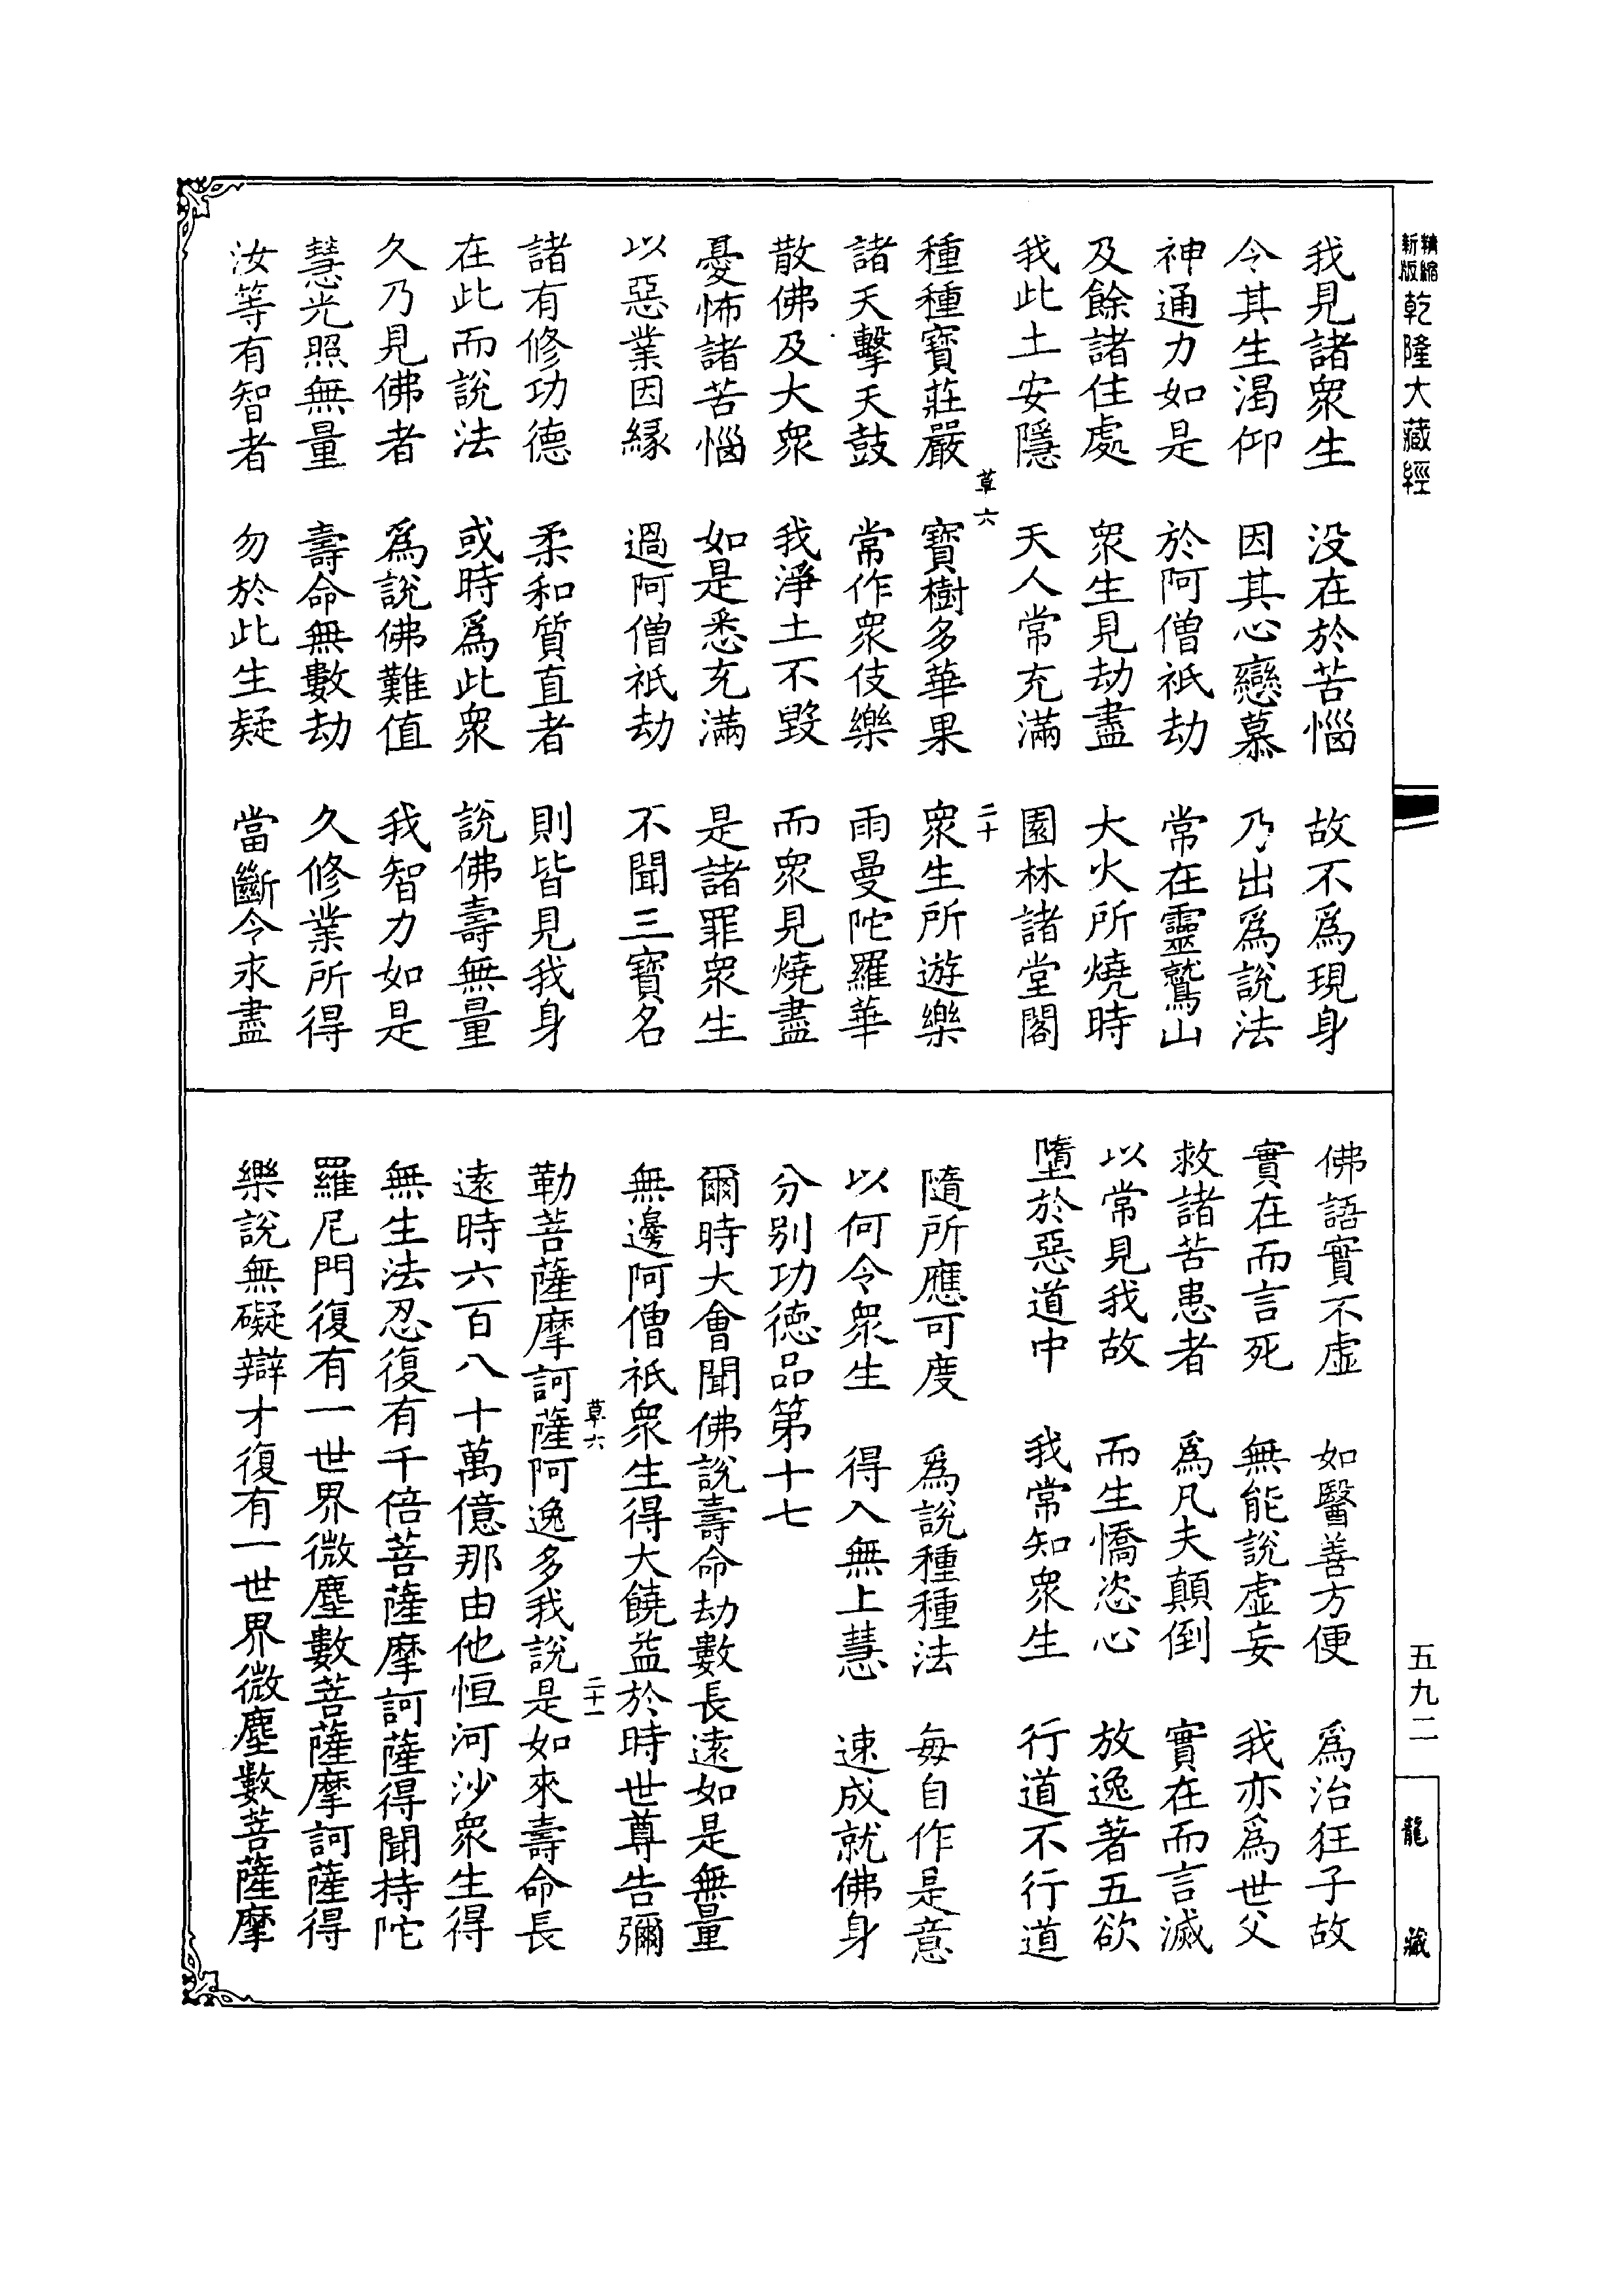 精縮新版乾隆大藏經
我見諸衆生　没在於苦惱　故不爲現身
令其生渴仰　因其心戀慕　乃出爲説法
神通力如是　於阿僧祇劫　常在靈鷲山
及餘諸住處　衆生見劫盡　大火所燒時
我此土安隱　天人常充滿　園林諸堂閣
草六　二十
種種寶莊嚴　寶樹多華果　衆生所遊樂
諸天擊天鼓　常作衆伎樂　雨曼陀羅華
散佛及大衆　我淨土不毀　而衆見燒盡
憂怖諸苦惱　如是悉充滿　是諸罪衆生
以惡業因緣　過阿僧祇劫　不聞三寶名
諸有修功德　柔和質直者　則皆見我身
在此而説法　或時爲此衆　説佛壽無量
久乃見佛者　爲説佛難值　我智力如是
慧光照無量　壽命無數劫　久修業所得
汝等有智者　勿於此生疑　當斷令永盡
佛語實不虛　如醫善方便　爲治狂子故
實在而言死　無能説虛妄　我亦爲世父
救諸苦患者　爲凡夫顛倒　實在而言滅
以常見我故　而生憍恣心　放逸著五欲
墮於惡道中　我常知衆生　行道不行道
隨所應可度　爲説種種法　每自作是意
以何令衆生　得入無上慧　速成就佛身
分別功德品第十七
爾時大會聞佛説壽命劫數長遠如是無量
無邊阿僧祇衆生得大饒益於時世尊告彌
草六　二十一
勒菩薩摩訶薩阿逸多我説是如來壽命長
遠時六百八十萬億那由他恒河沙衆生得
無生法忍復有千倍菩薩摩訶薩得聞持陀
羅尼門復有一世界微塵數菩薩摩訶薩得
樂説無礙辯才復有一世界微塵數菩薩摩
五九二
龍藏